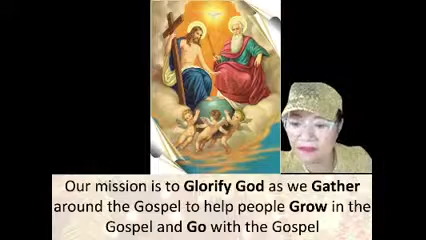 Our mission is to Glorify God as we Gather
around the Gospel to help people Grow in the
Gospel and Go with the Gospel